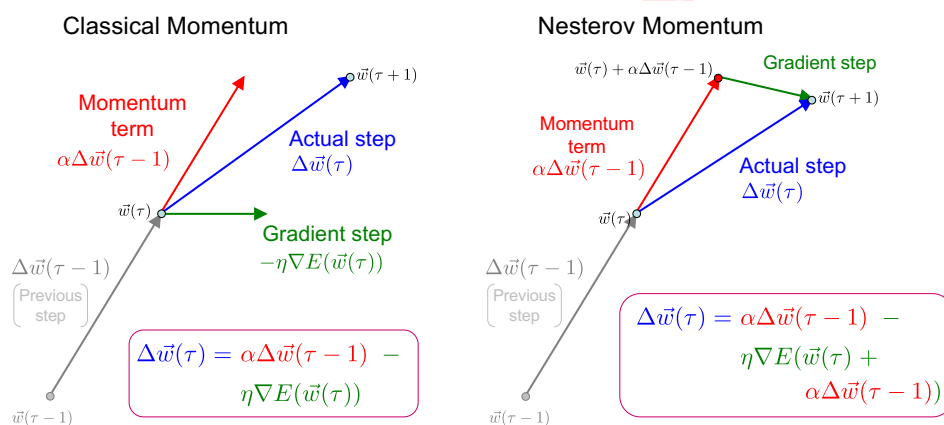 Classical Momentum
w⃗(τ + 1)
Momentum
term
αΔw⃗(τ − 1)
Actual step
Δw⃗(τ)
w⃗(τ)
Gradient step
−η∇E(w⃗(τ))
Δw⃗(τ − 1)
(Previous
step)
w⃗(τ−1)
Δw⃗(τ) = αΔw⃗(τ − 1) −
η∇E(w⃗(τ))
Nesterov Momentum
w⃗(τ) + αΔw⃗(τ−1)
Gradient step
w⃗(τ + 1)
Momentum
term
αΔw⃗(τ − 1)
Actual step
Δw⃗(τ)
w⃗(τ)
Δw⃗(τ − 1)
[Previous
step]
w⃗(τ−1)
Δw⃗(τ) = αΔw⃗(τ − 1) −
η∇E(w⃗(τ) +
αΔw⃗(τ − 1))